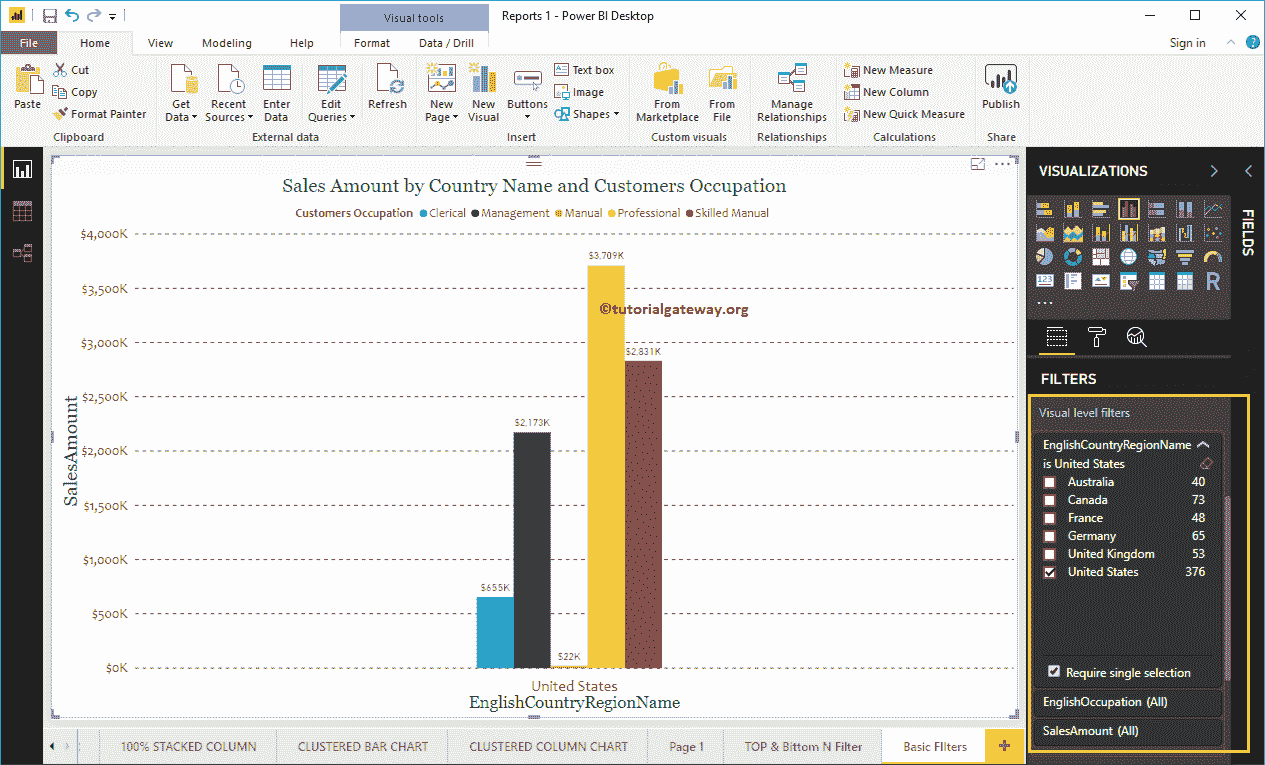 Visual tools
Reports 1 - Power BI Desktop
File Home View Modeling Help Format Data / Drill Sign in
Paste
Cut
Copy
Format Painter
Clipboard
Get Data
Recent Sources
Enter Data
Edit Queries
External data
Refresh
New Page
New Visual
Buttons
Text box
Image
Shapes
Insert
From Marketplace
From File
Custom visuals
Manage Relationships
Relationships
New Measure
New Column
New Quick Measure
Calculations
Publish
Share
Sales Amount by Country Name and Customers Occupation
Customers Occupation Clerical Management Manual Professional Skilled Manual
$4,000K
$3,500K
$3,000K
$2,500K
$2,000K
$1,500K
$1,000K
$500K
$0K
SalesAmount
$655K
$2,173K
$22K
$3,709K
$2,831K
©tutorialgateway.org
United States
EnglishCountryRegionName
VISUALIZATIONS
FIELDS
123
R
FILTERS
Visual level filters
EnglishCountryRegionName
is United States
Australia 40
Canada 73
France 48
Germany 65
United Kingdom 53
United States 376
Require single selection
EnglishOccupation (All)
SalesAmount (All)
100% STACKED COLUMN CLUSTERED BAR CHART CLUSTERED COLUMN CHART Page 1 TOP & Bittom N Filter Basic FIlters